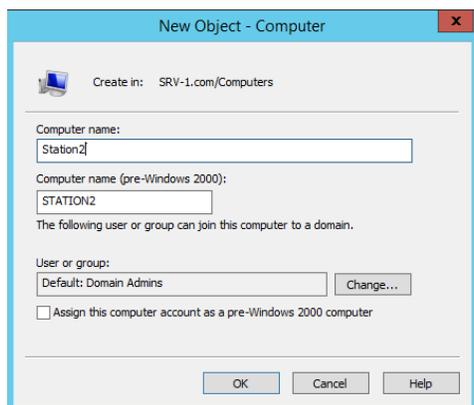 New Object - Computer
x
Create in: SRV-1.com/Computers
Computer name:
Station2
Computer name (pre-Windows 2000):
STATION2
The following user or group can join this computer to a domain.
User or group:
Default: Domain Admins
Change...
Assign this computer account as a pre-Windows 2000 computer
OK Cancel Help